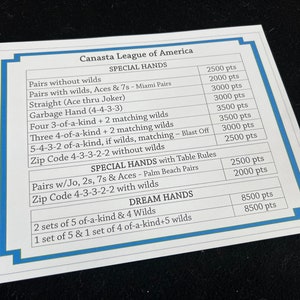 Canasta League of America
SPECIAL HANDS
Pairs without wilds 2500 pts
Pairs with wilds, Aces & 7s - Miami Pairs 2000 pts
Straight (Ace thru Joker) 3000 pts
Garbage Hand (4-4-3-3) 3000 pts
Four 3-of-a-kind + 2 matching wilds 3500 pts
Three 4-of-a-kind + 2 matching wilds 3000 pts
5-4-3-2 of-a-kind, if wilds, matching – Blast Off 3000 pts
Zip Code 4-3-3-2-2 without wilds 3500 pts
SPECIAL HANDS with Table Rules
Pairs w/Jo, 2s, 7s & Aces - Palm Beach Pairs 2500 pts
Zip Code 4-3-3-2-2 with wilds 2000 pts
DREAM HANDS
2 sets of 5 of-a-kind & 4 Wilds 8500 pts
1 set of 5 & 1 set of 4 of-a-kind+5 wilds 8500 pts